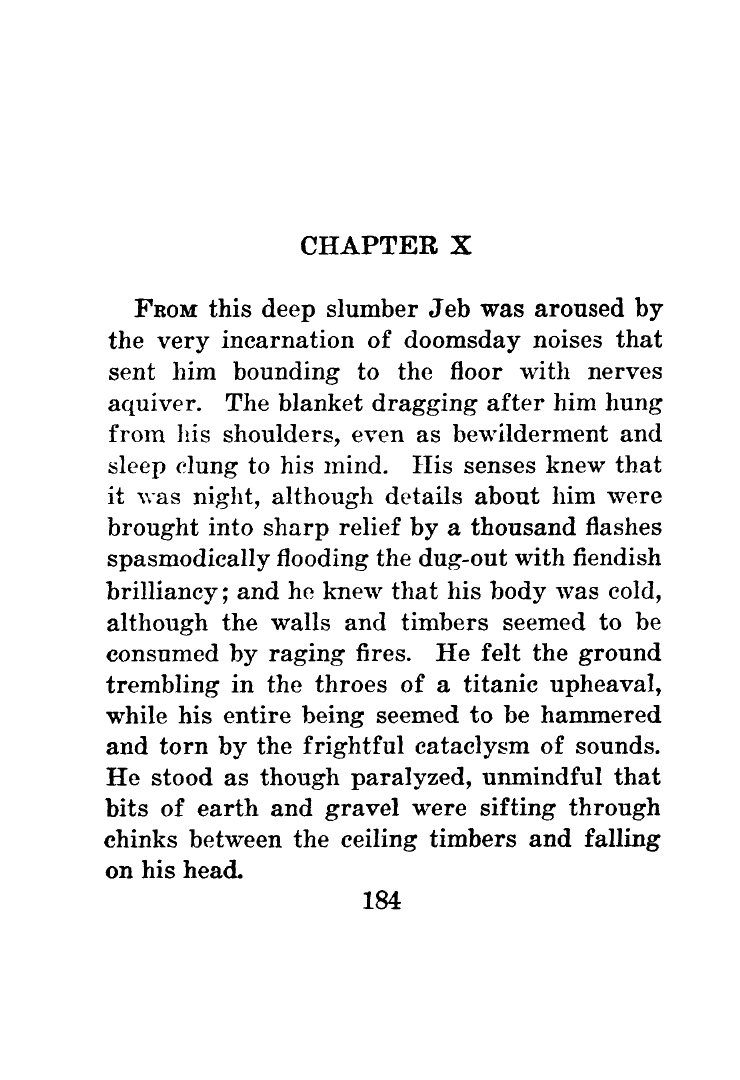 CHAPTER X
From this deep slumber Jeb was aroused by
the very incarnation of doomsday noises that
sent him bounding to the floor with nerves
aquiver. The blanket dragging after him hung
from his shoulders, even as bewilderment and
sleep clung to his mind. His senses knew that
it was night, although details about him were
brought into sharp relief by a thousand flashes
spasmodically flooding the dug-out with fiendish
brilliancy; and he knew that his body was cold,
although the walls and timbers seemed to be
consumed by raging fires. He felt the ground
trembling in the throes of a titanic upheaval,
while his entire being seemed to be hammered
and torn by the frightful cataclysm of sounds.
He stood as though paralyzed, unmindful that
bits of earth and gravel were sifting through
chinks between the ceiling timbers and falling
on his head.
184